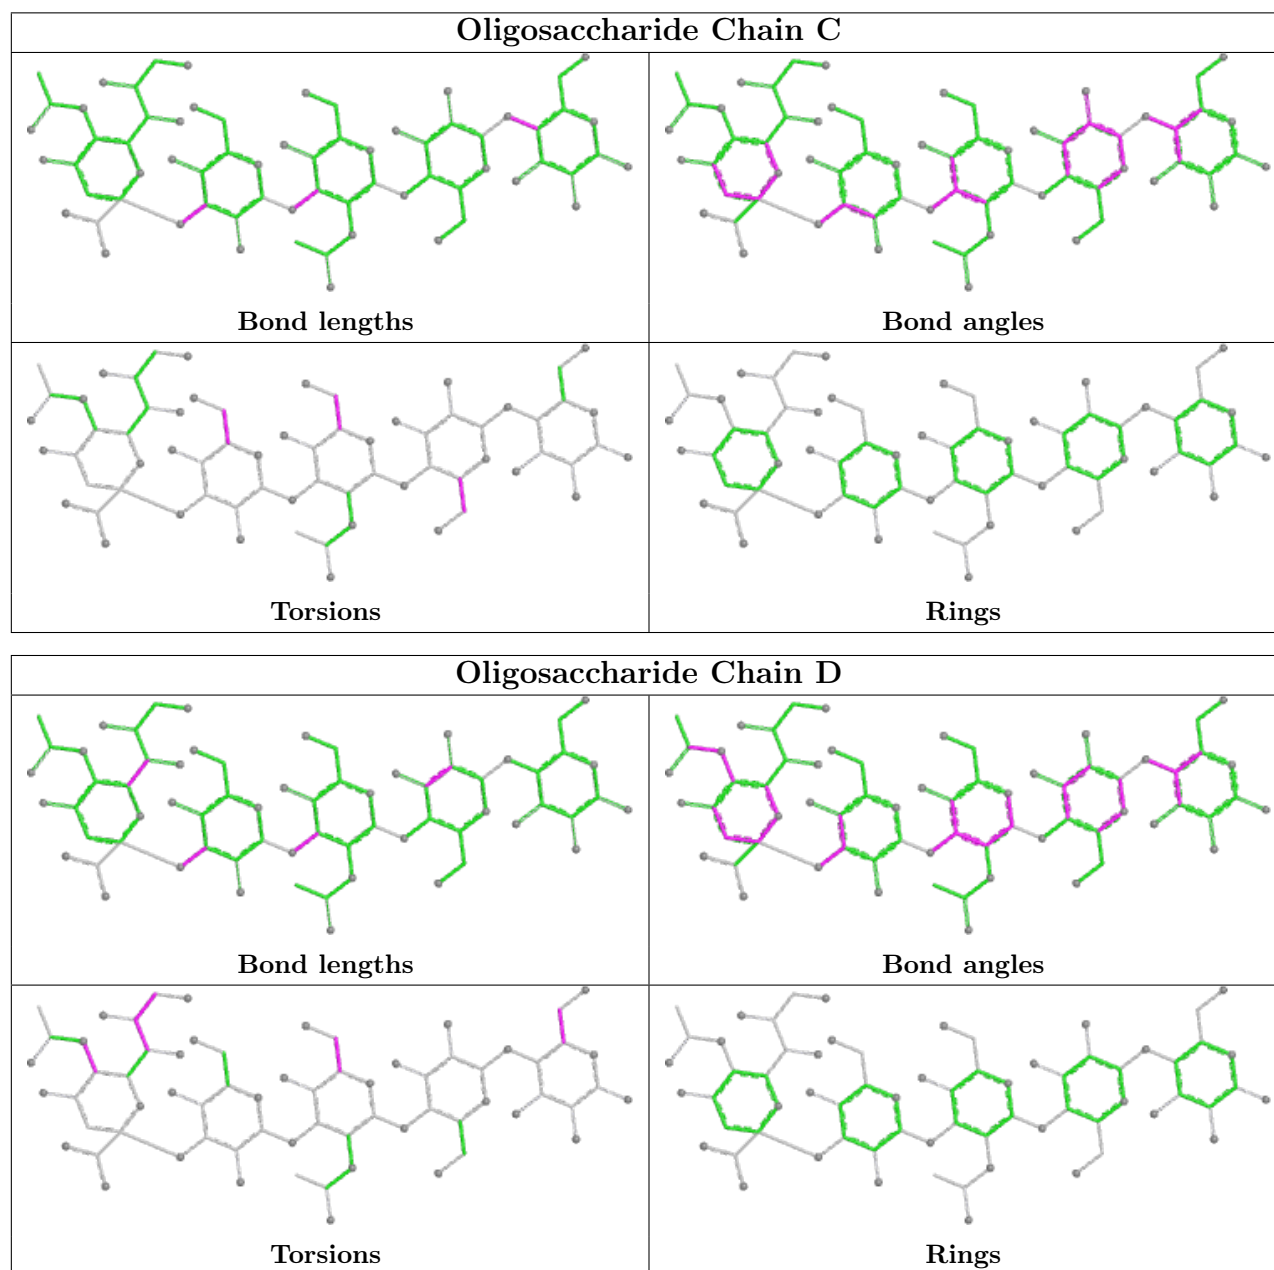 Oligosaccharide Chain C
Bond lengths
Bond angles
Torsions
Rings
Oligosaccharide Chain D
Bond lengths
Bond angles
Torsions
Rings